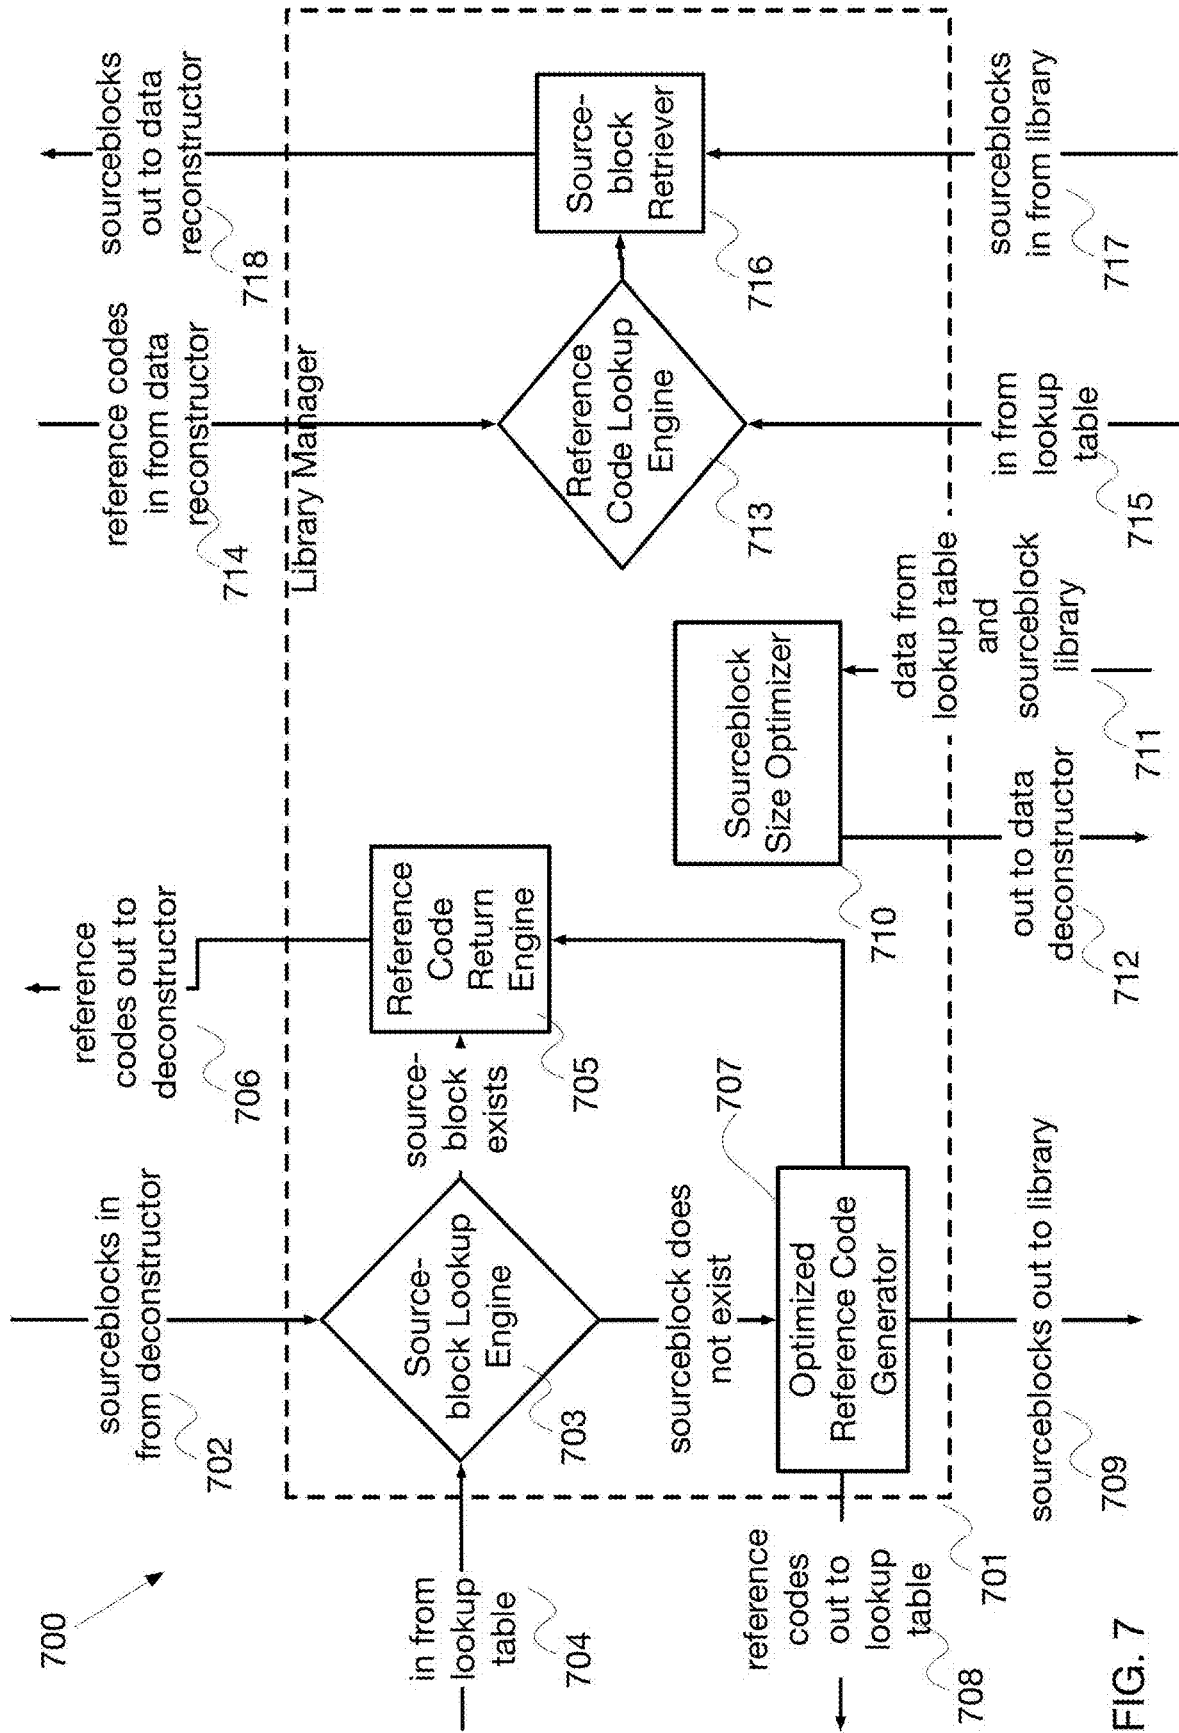 700
sourceblocks in
from deconstructor
702
reference
codes out to
deconstructor
706
reference codes
in from data
reconstructor
714
sourceblocks
out to data
reconstructor
718
Library Manager
in from
lookup
table
704
Source-
block Lookup
Engine
703
source-
block
exists
Reference
Code
Return
Engine
705
sourceblock does
not exist
707
Optimized
Reference Code
Generator
Sourceblock
Size Optimizer
710
Reference
Code Lookup
Engine
713
Source-
block
Retriever
716
reference
codes
out to
lookup
table
708
701
sourceblocks out to library
709
out to data
deconstructor
712
data from
lookup table
and
sourceblock
library
711
in from
lookup
table
715
sourceblocks
in from library
717
FIG. 7